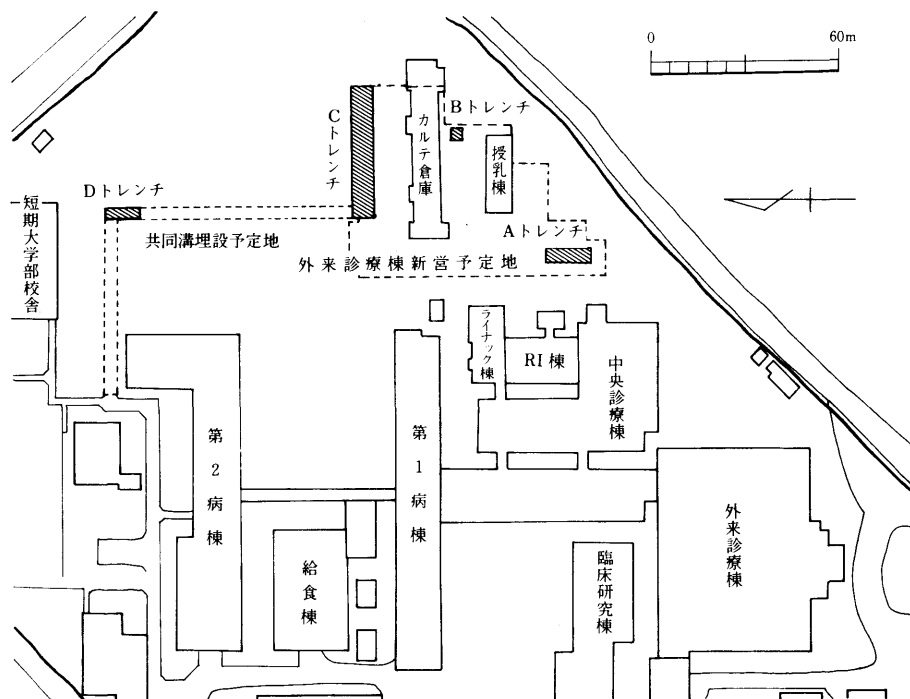 0 60m
Bトレンチ
Cトレンチ
カルテ倉庫
授乳棟
Dトレンチ
短期大学部校舎
Aトレンチ
共同溝埋設予定地
外来診療棟新営予定地
ライナック棟
RI棟
中央診療棟
第2病棟
第1病棟
外来診療棟
給食棟
臨床研究棟